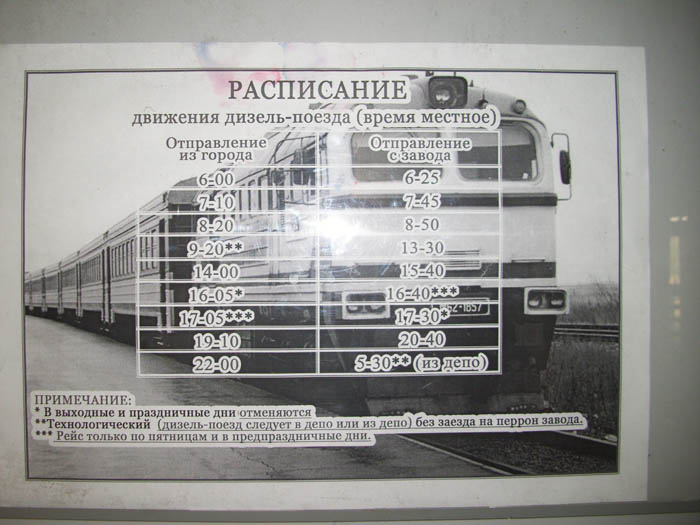 РАСПИСАНИЕ
движения дизель-поезда (время местное)
Отправление из города Отправление с завода
6-00 6-25
7-10 7-45
8-20 8-50
9-20** 13-30
14-00 15-40
16-05* 16-40***
17-05*** 17-30*
19-10 20-40
22-00 5-30** (из депо)
62-1857
ПРИМЕЧАНИЕ:
* В выходные и праздничные дни отменяются
**Технологический (дизель-поезд следует в депо или из депо) без заезда на перрон завода.
*** Рейс только по пятницам и в предпраздничные дни.